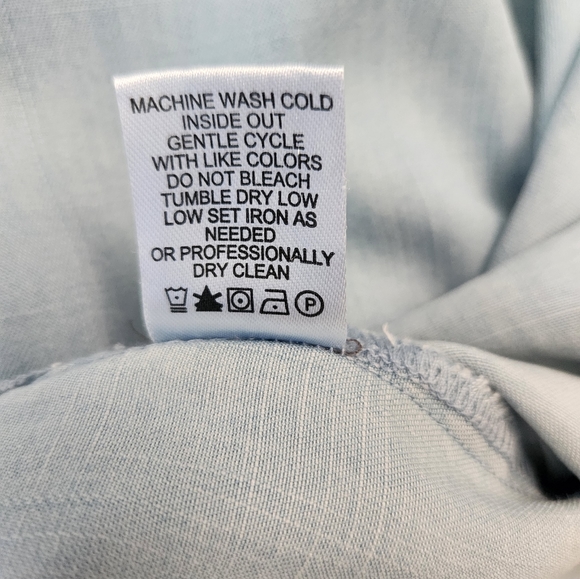 MACHINE WASH COLD
INSIDE OUT
GENTLE CYCLE
WITH LIKE COLORS
DO NOT BLEACH
TUMBLE DRY LOW
LOW SET IRON AS
NEEDED
OR PROFESSIONALLY
DRY CLEAN
P